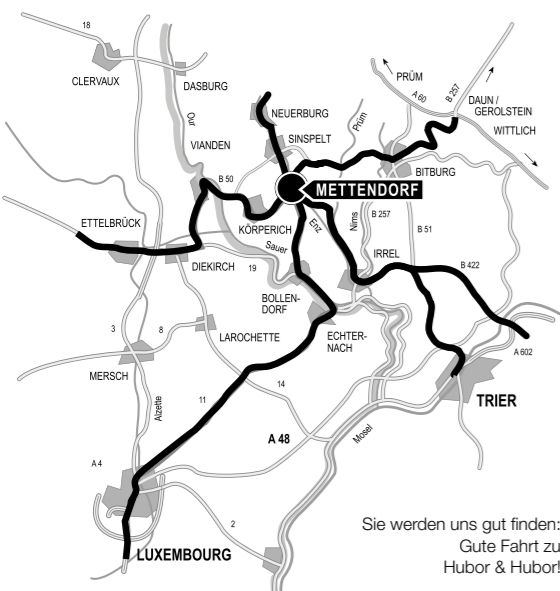 18
CLERVAUX
DASBURG
Our
VIANDEN
NEUERBURG
SINSPELT
Prüm
PRÜM
A 60
B 257
DAUN /
GEROLSTEIN
WITTLICH
BITBURG
B 50
METTENDORF
ETTELBRÜCK
KÖRPERICH
Enz
Nims
B 257
B 51
Sauer
DIEKIRCH
19
IRREL
B 422
BOLLEN-
DORF
3
8
LAROCHETTE
ECHTER-
NACH
A 602
MERSCH
Alzette
11
14
TRIER
A 48
Mosel
A 4
2
LUXEMBOURG
Sie werden uns gut finden:
Gute Fahrt zu
Hubor & Hubor!